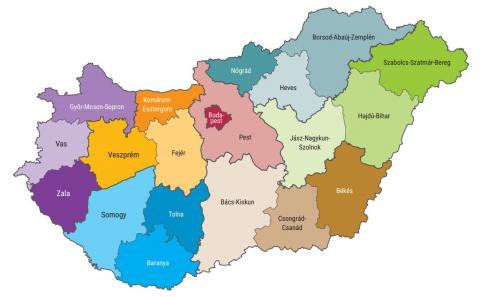 Borsod-Abaúj-Zemplén
Szabolcs-Szatmár-Bereg
Nógrád
Heves
Komárom-
Esztergom
Győr-Moson-Sopron
Buda-
pest
Hajdú-Bihar
Pest
Jász-Nagykun-
Szolnok
Vas
Veszprém
Fejér
Zala
Békés
Somogy
Tolna
Bács-Kiskun
Csongrád-
Csanád
Baranya